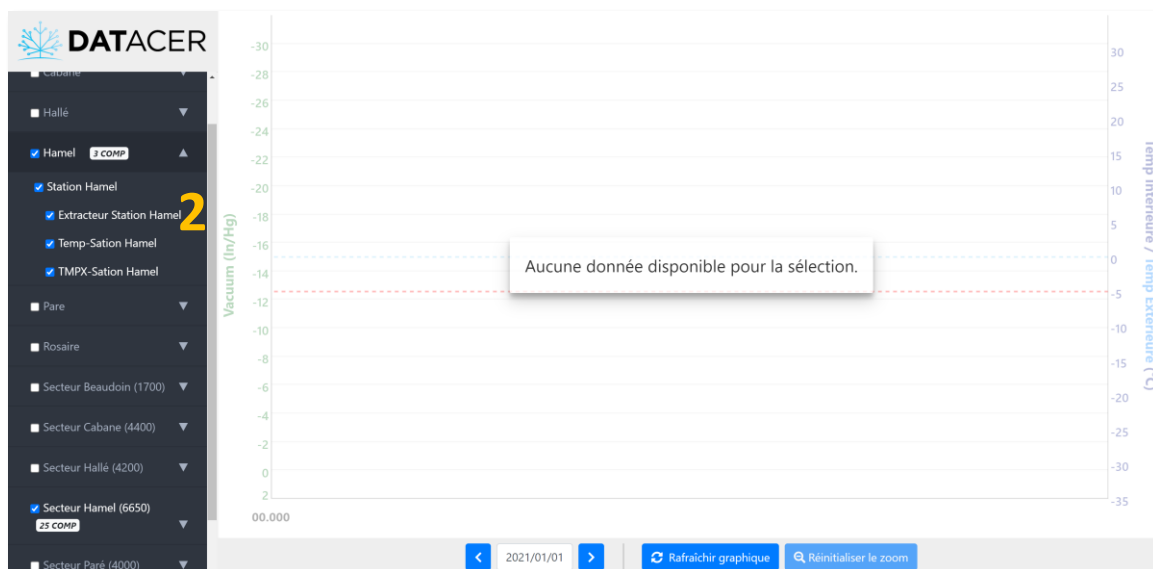 DATACER
Cabane
Hallé
Hamel 3 COMP
Station Hamel
Extracteur Station Hamel
2
Temp-Sation Hamel
TMPX-Sation Hamel
Pare
Rosaire
Secteur Beaudoin (1700)
Secteur Cabane (4400)
Secteur Hallé (4200)
Secteur Hamel (6650)
25 COMP
Secteur Paré (4000)
Vacuum (In/Hg)
-30
-28
-26
-24
-22
-20
-18
-16
-14
-12
-10
-8
-6
-4
-2
0
2
00.000
Aucune donnée disponible pour la sélection.
30
25
20
15
10
5
0
-5
-10
-15
-20
-25
-30
-35
Temp Interieure / Temp Exterieure (°C)
2021/01/01
Rafraîchir graphique
Réinitialiser le zoom